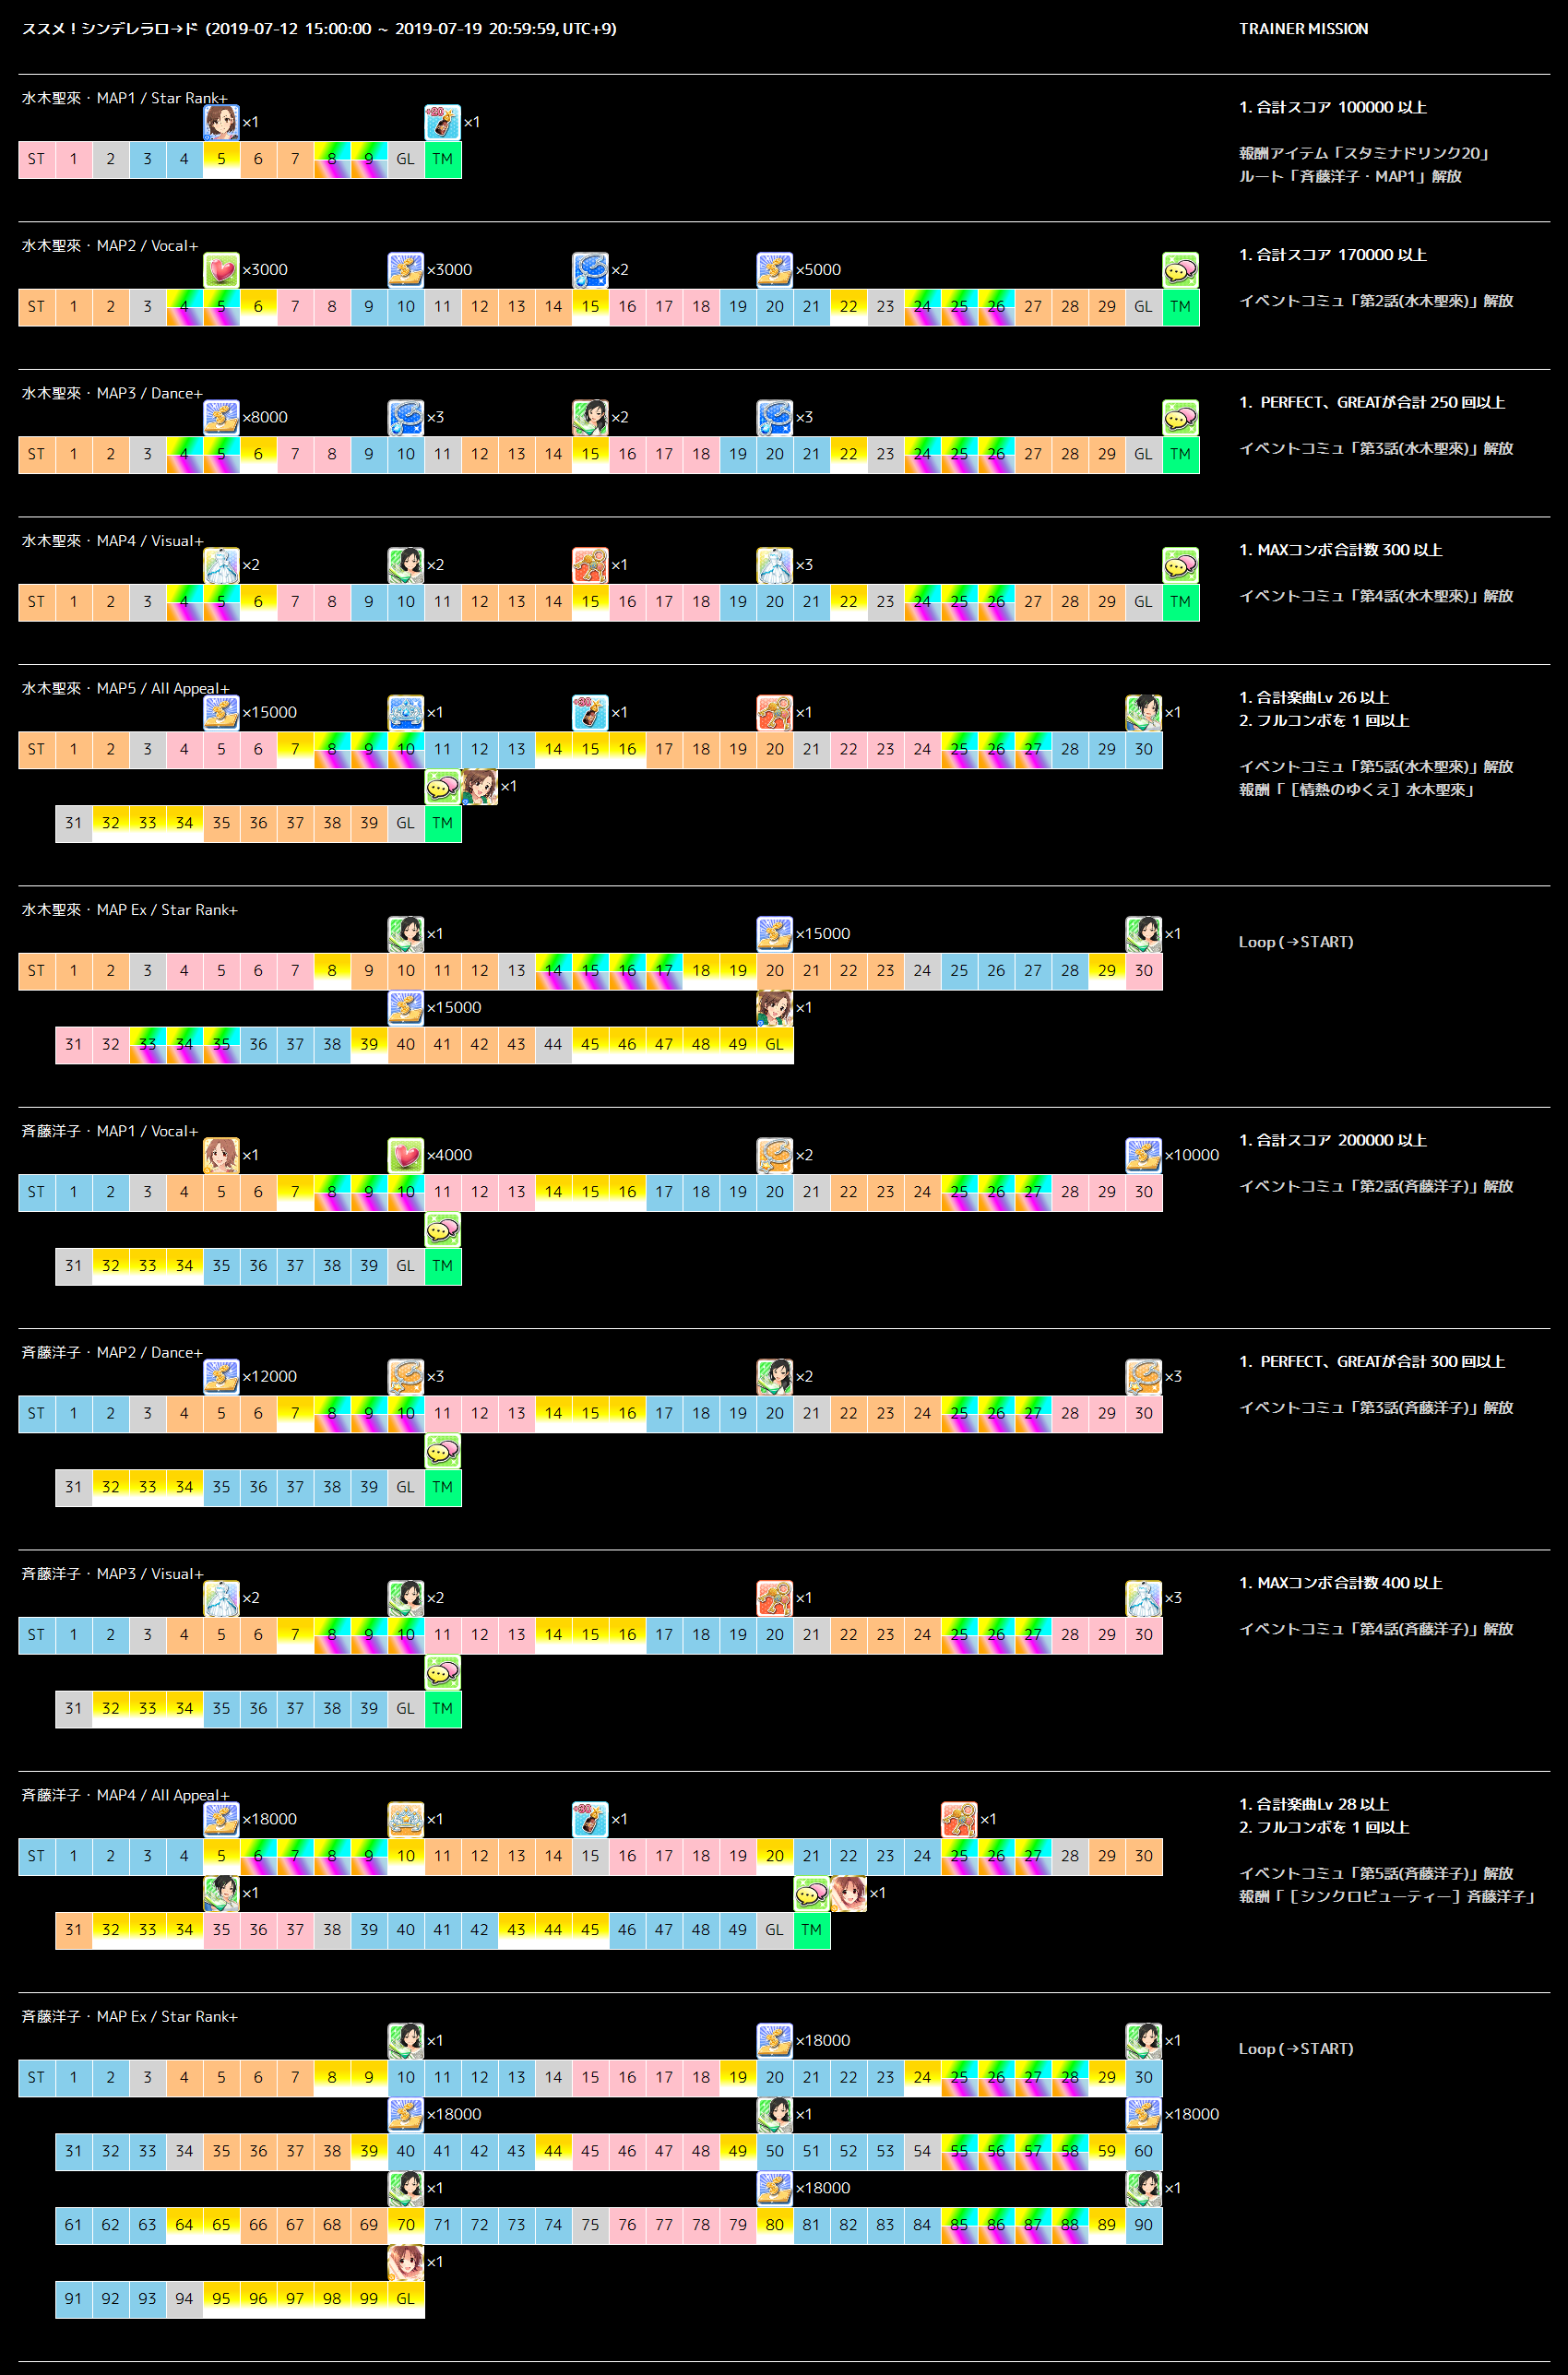 ススメ！シンデレラロ→ド (2019-07-12 15:00:00 ~ 2019-07-19 20:59:59, UTC+9)
TRAINER MISSION
水木聖來・MAP1 / Star Rank+
×1 ×1
ST 1 2 3 4 5 6 7 8 9 GL TM
1. 合計スコア 100000 以上
報酬アイテム「スタミナドリンク20」
ルート「斉藤洋子・MAP1」解放
水木聖來・MAP2 / Vocal+
×3000 ×3000 ×2 ×5000
ST 1 2 3 4 5 6 7 8 9 10 11 12 13 14 15 16 17 18 19 20 21 22 23 24 25 26 27 28 29 GL TM
1. 合計スコア 170000 以上
イベントコミュ「第2話(水木聖來)」解放
水木聖來・MAP3 / Dance+
×8000 ×3 ×2 ×3
ST 1 2 3 4 5 6 7 8 9 10 11 12 13 14 15 16 17 18 19 20 21 22 23 24 25 26 27 28 29 GL TM
1. PERFECT、GREATが合計 250 回以上
イベントコミュ「第3話(水木聖來)」解放
水木聖來・MAP4 / Visual+
×2 ×2 ×1 ×3
ST 1 2 3 4 5 6 7 8 9 10 11 12 13 14 15 16 17 18 19 20 21 22 23 24 25 26 27 28 29 GL TM
1. MAXコンボ合計数 300 以上
イベントコミュ「第4話(水木聖來)」解放
水木聖來・MAP5 / All Appeal+
×15000 ×1 ×1 ×1 ×1
ST 1 2 3 4 5 6 7 8 9 10 11 12 13 14 15 16 17 18 19 20 21 22 23 24 25 26 27 28 29 30
×1
31 32 33 34 35 36 37 38 39 GL TM
1. 合計楽曲Lv 26 以上
2. フルコンボを 1 回以上
イベントコミュ「第5話(水木聖來)」解放
報酬「［情熱のゆくえ］水木聖來」
水木聖來・MAP Ex / Star Rank+
×1 ×15000 ×1
ST 1 2 3 4 5 6 7 8 9 10 11 12 13 14 15 16 17 18 19 20 21 22 23 24 25 26 27 28 29 30
×15000 ×1
31 32 33 34 35 36 37 38 39 40 41 42 43 44 45 46 47 48 49 GL
Loop (→START)
斉藤洋子・MAP1 / Vocal+
×1 ×4000 ×2 ×10000
ST 1 2 3 4 5 6 7 8 9 10 11 12 13 14 15 16 17 18 19 20 21 22 23 24 25 26 27 28 29 30
31 32 33 34 35 36 37 38 39 GL TM
1. 合計スコア 200000 以上
イベントコミュ「第2話(斉藤洋子)」解放
斉藤洋子・MAP2 / Dance+
×12000 ×3 ×2 ×3
ST 1 2 3 4 5 6 7 8 9 10 11 12 13 14 15 16 17 18 19 20 21 22 23 24 25 26 27 28 29 30
31 32 33 34 35 36 37 38 39 GL TM
1. PERFECT、GREATが合計 300 回以上
イベントコミュ「第3話(斉藤洋子)」解放
斉藤洋子・MAP3 / Visual+
×2 ×2 ×1 ×3
ST 1 2 3 4 5 6 7 8 9 10 11 12 13 14 15 16 17 18 19 20 21 22 23 24 25 26 27 28 29 30
31 32 33 34 35 36 37 38 39 GL TM
1. MAXコンボ合計数 400 以上
イベントコミュ「第4話(斉藤洋子)」解放
斉藤洋子・MAP4 / All Appeal+
×18000 ×1 ×1 ×1
ST 1 2 3 4 5 6 7 8 9 10 11 12 13 14 15 16 17 18 19 20 21 22 23 24 25 26 27 28 29 30
×1 ×1
31 32 33 34 35 36 37 38 39 40 41 42 43 44 45 46 47 48 49 GL TM
1. 合計楽曲Lv 28 以上
2. フルコンボを 1 回以上
イベントコミュ「第5話(斉藤洋子)」解放
報酬「［シンクロビューティー］斉藤洋子」
斉藤洋子・MAP Ex / Star Rank+
×1 ×18000 ×1
ST 1 2 3 4 5 6 7 8 9 10 11 12 13 14 15 16 17 18 19 20 21 22 23 24 25 26 27 28 29 30
×18000 ×1 ×18000
31 32 33 34 35 36 37 38 39 40 41 42 43 44 45 46 47 48 49 50 51 52 53 54 55 56 57 58 59 60
×1 ×18000 ×1
61 62 63 64 65 66 67 68 69 70 71 72 73 74 75 76 77 78 79 80 81 82 83 84 85 86 87 88 89 90
×1
91 92 93 94 95 96 97 98 99 GL
Loop (→START)